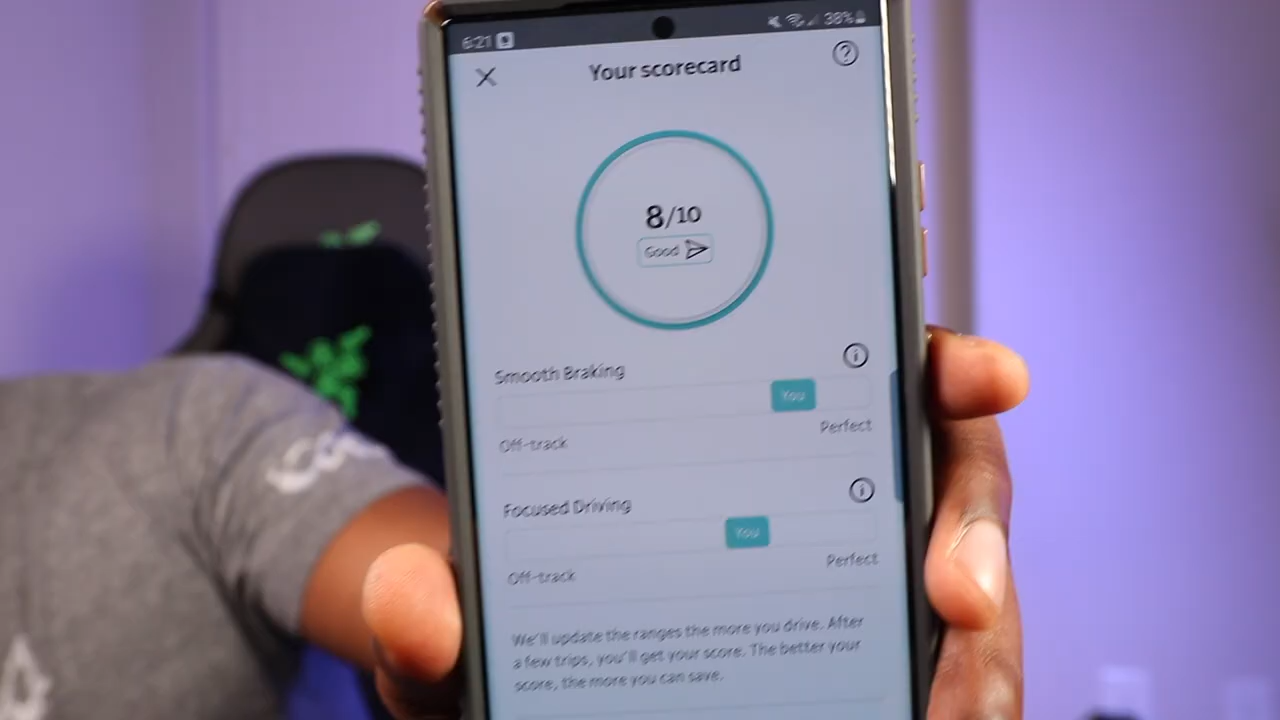 6:21
38%
Your scorecard
8/10
Good
Smooth Braking
You
Off-track
Perfect
Focused Driving
You
Off-track
Perfect
We'll update the ranges the more you drive. After
a few trips, you'll get your score. The better your
score, the more you can save.